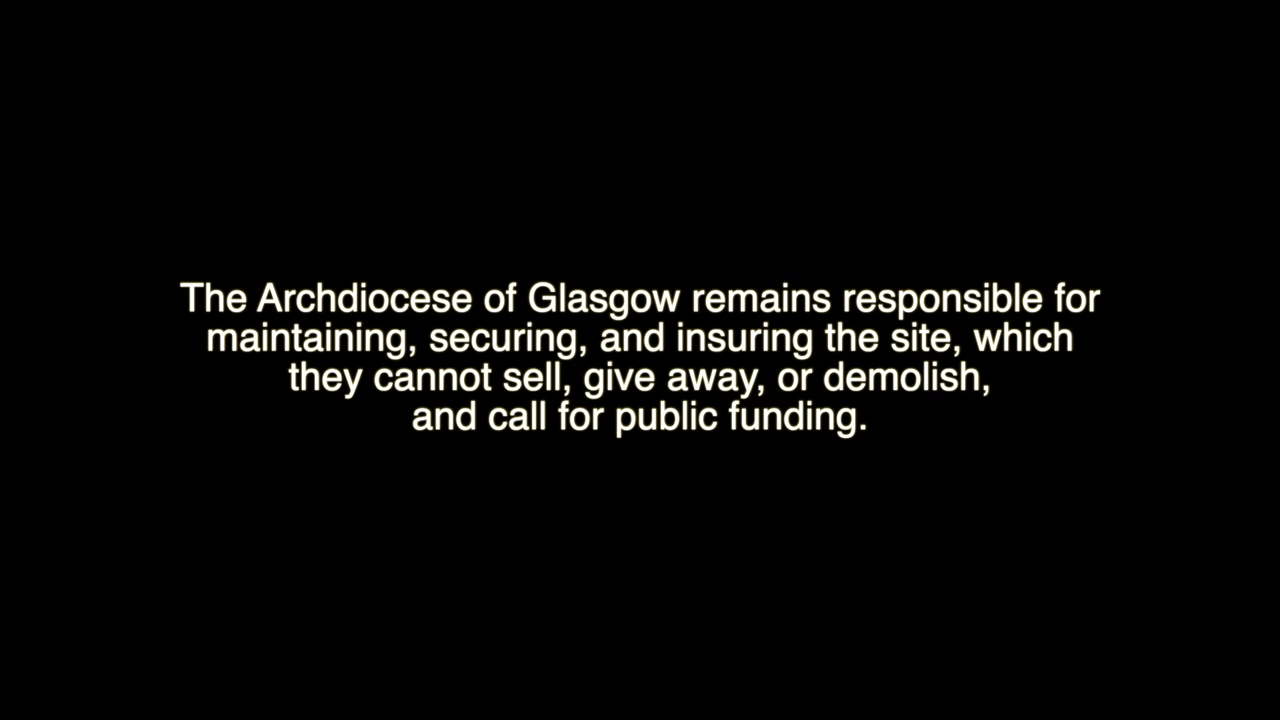 The Archdiocese of Glasgow remains responsible for
maintaining, securing, and insuring the site, which
they cannot sell, give away, or demolish,
and call for public funding.